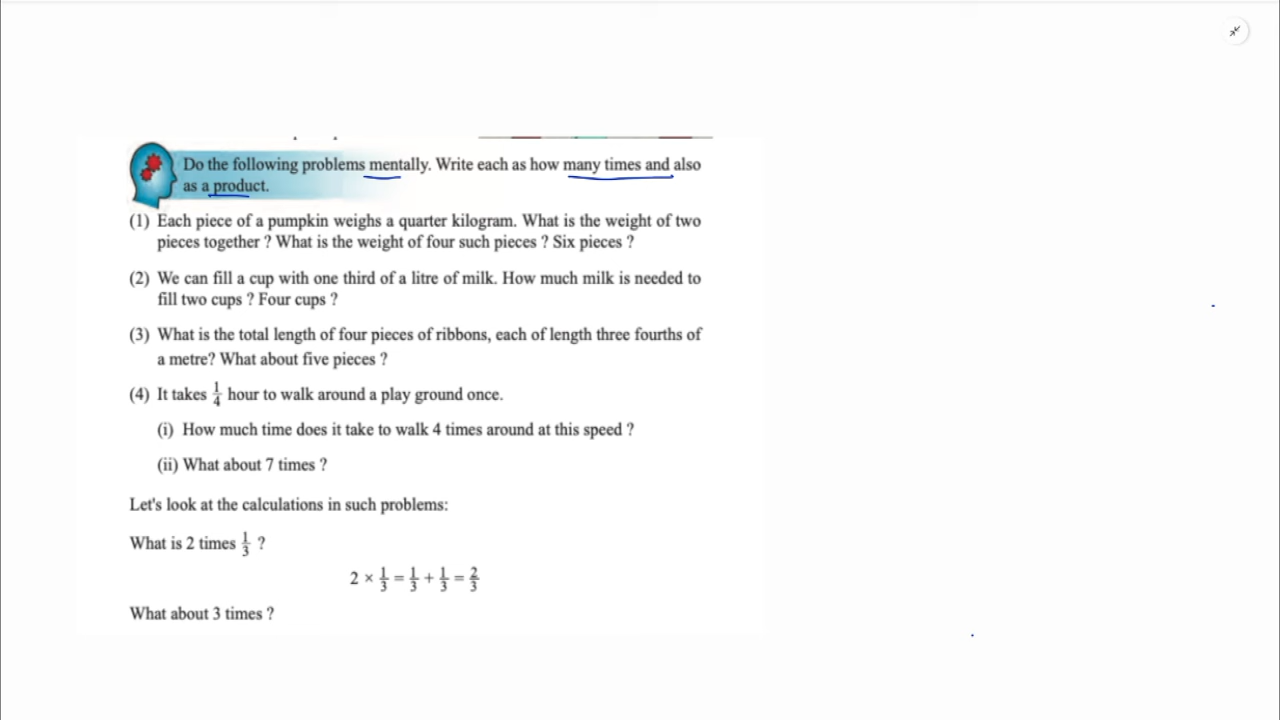 Do the following problems mentally. Write each as how many times and also
as a product.
(1) Each piece of a pumpkin weighs a quarter kilogram. What is the weight of two
pieces together ? What is the weight of four such pieces ? Six pieces ?
(2) We can fill a cup with one third of a litre of milk. How much milk is needed to
fill two cups ? Four cups ?
(3) What is the total length of four pieces of ribbons, each of length three fourths of
a metre? What about five pieces ?
(4) It takes 1/4 hour to walk around a play ground once.
(i) How much time does it take to walk 4 times around at this speed ?
(ii) What about 7 times ?
Let's look at the calculations in such problems:
What is 2 times 1/3 ?
2 × 1/3 = 1/3 + 1/3 = 2/3
What about 3 times ?